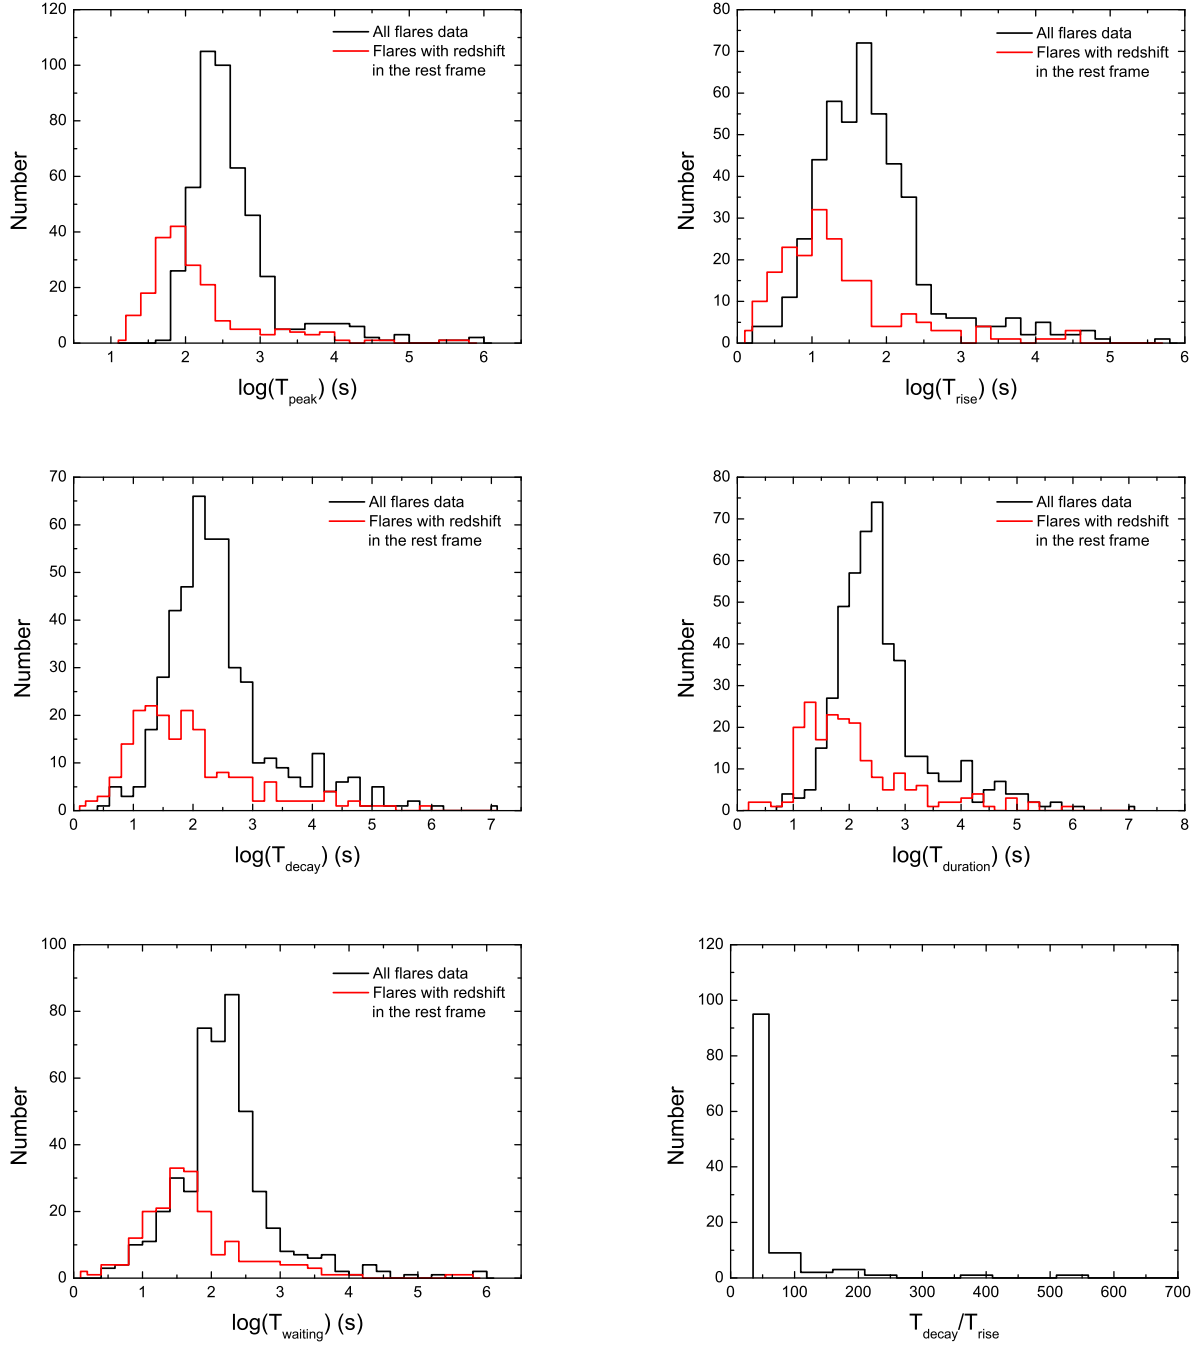 120
100
80
60
40
20
0
Number
All flares data
Flares with redshift
in the rest frame
1 2 3 4 5 6
log(T_peak) (s)
80
70
60
50
40
30
20
10
0
Number
All flares data
Flares with redshift
in the rest frame
0 1 2 3 4 5 6
log(T_rise) (s)
70
60
50
40
30
20
10
0
Number
All flares data
Flares with redshift
in the rest frame
0 1 2 3 4 5 6 7
log(T_decay) (s)
80
70
60
50
40
30
20
10
0
Number
All flares data
Flares with redshift
in the rest frame
0 1 2 3 4 5 6 7 8
log(T_duration) (s)
100
80
60
40
20
0
Number
All flares data
Flares with redshift
in the rest frame
0 1 2 3 4 5 6
log(T_waiting) (s)
120
100
80
60
40
20
0
Number
0 100 200 300 400 500 600 700
T_decay/T_rise